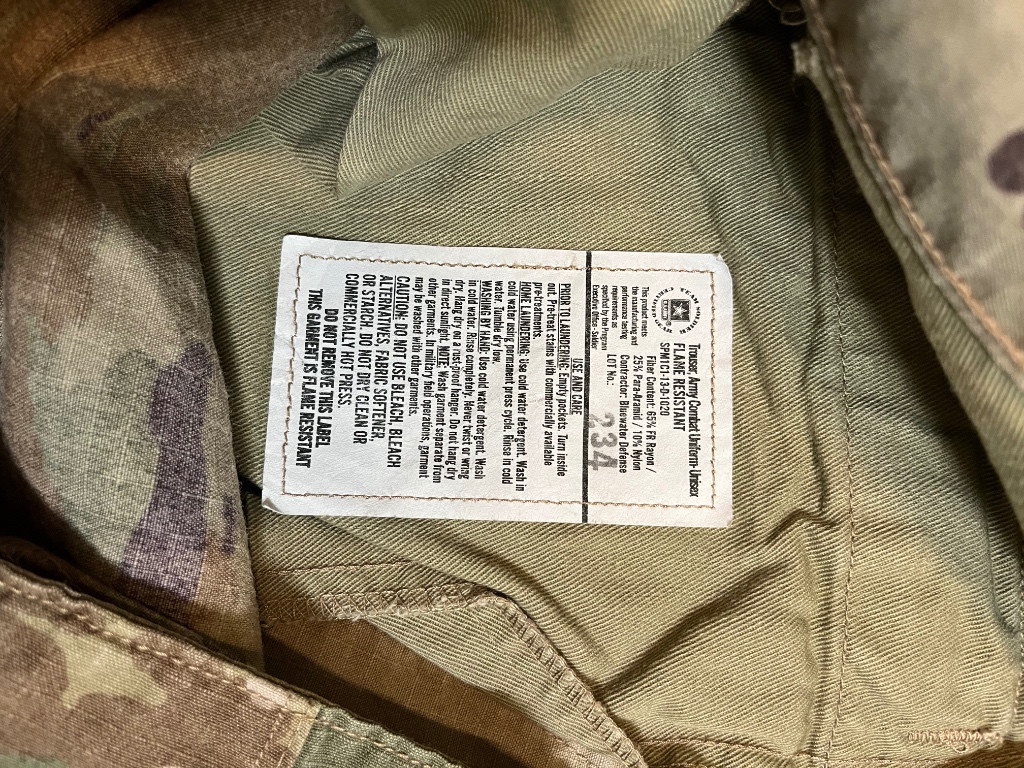 Trouser, Army Combat Uniform- Unisex
FLAME RESISTANT
SPM1C1-13-D-1020
Fiber Content: 65% FR Rayon /
25% Para-Aramid / 10% Nylon
Contractor: Bluewater Defense
LOT No.: 234
TEAM SOLDIER
ARMY
This product meets
the manufacturing and
performance testing
requirements as
specified by the Program
Executive Office - Soldier
USE AND CARE
PRIOR TO LAUNDERING: Empty pockets. Turn inside
out. Pre-treat stains with commercially available
pre-treatments.
HOME LAUNDERING: Use cold water detergent. Wash in
cold water using permanent press cycle. Rinse in cold
water. Tumble dry low.
WASHING BY HAND: Use cold water detergent. Wash
in cold water. Rinse completely. Never twist or wring
dry. Hang dry on a rust-proof hanger. Do not hang dry
in direct sunlight. NOTE: Wash garment separate from
other garments. In military field operations, garment
may be washed with other garments.
CAUTION: DO NOT USE BLEACH, BLEACH
ALTERNATIVES, FABRIC SOFTENER,
OR STARCH. DO NOT DRY CLEAN OR
COMMERCIALLY HOT PRESS.
DO NOT REMOVE THIS LABEL
THIS GARMENT IS FLAME RESISTANT